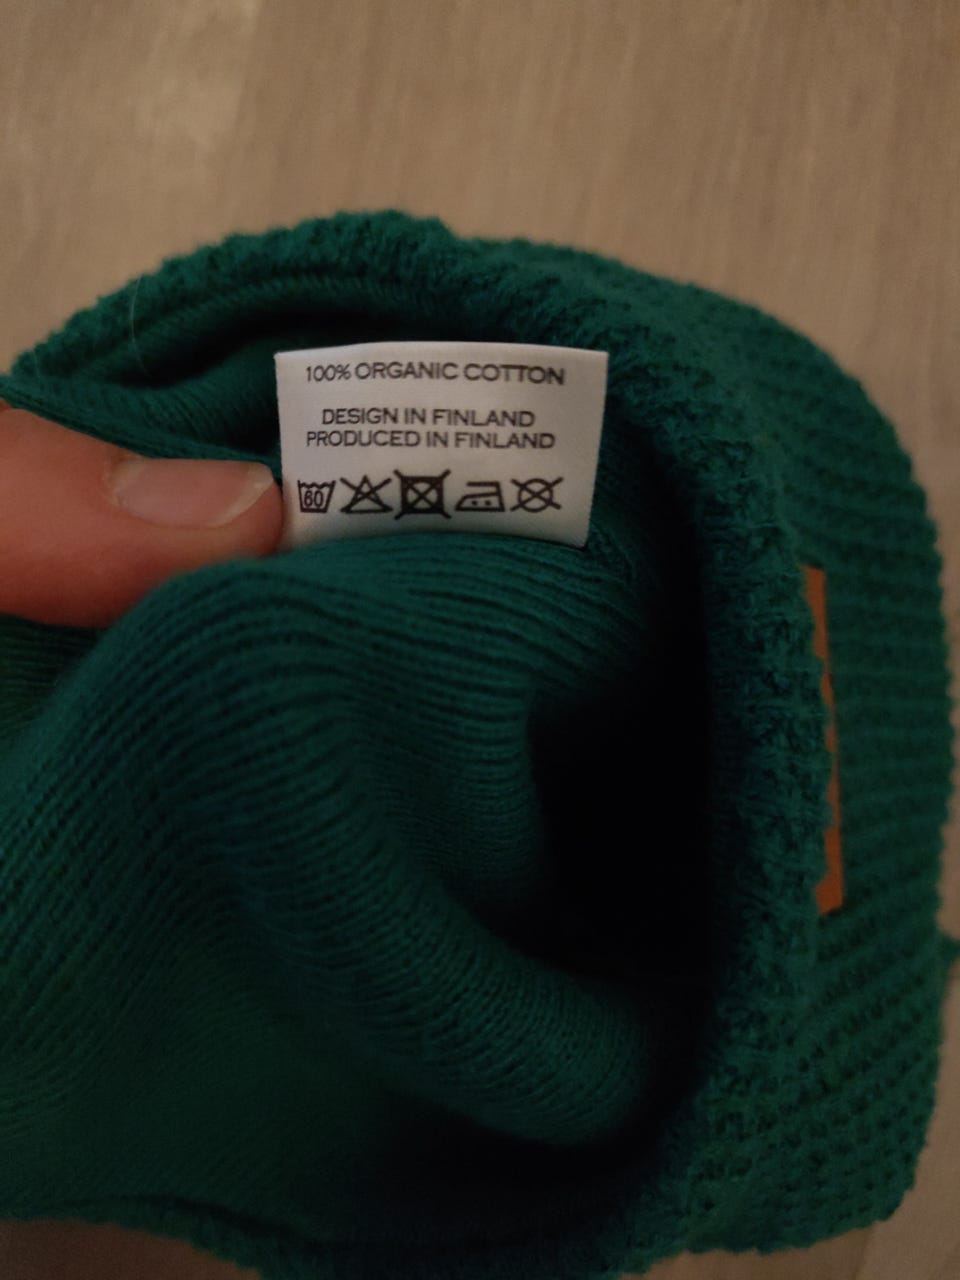 100% ORGANIC COTTON
DESIGN IN FINLAND
PRODUCED IN FINLAND
60